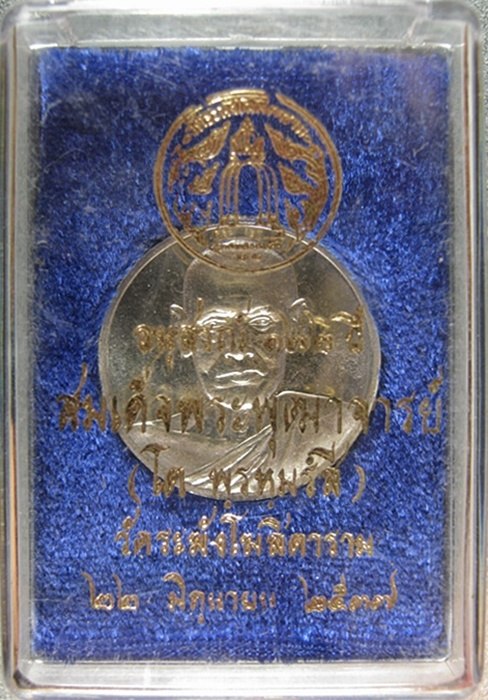 อนุสรณ์ ๑๒๒ ปี
สมเด็จพระพุฒาจารย์
(โต พฺรหฺมรํสี)
วัดระฆังโฆสิตาราม
๒๒ มิถุนายน ๒๕๓๗